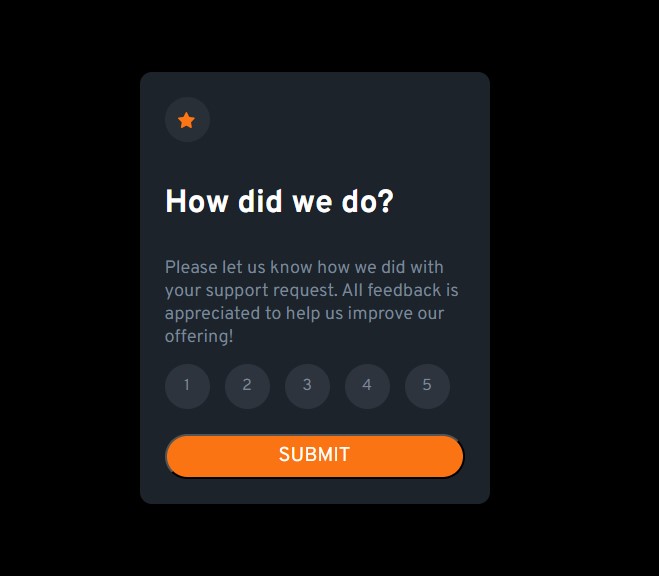 How did we do?
Please let us know how we did with
your support request. All feedback is
appreciated to help us improve our
offering!
1 2 3 4 5
SUBMIT